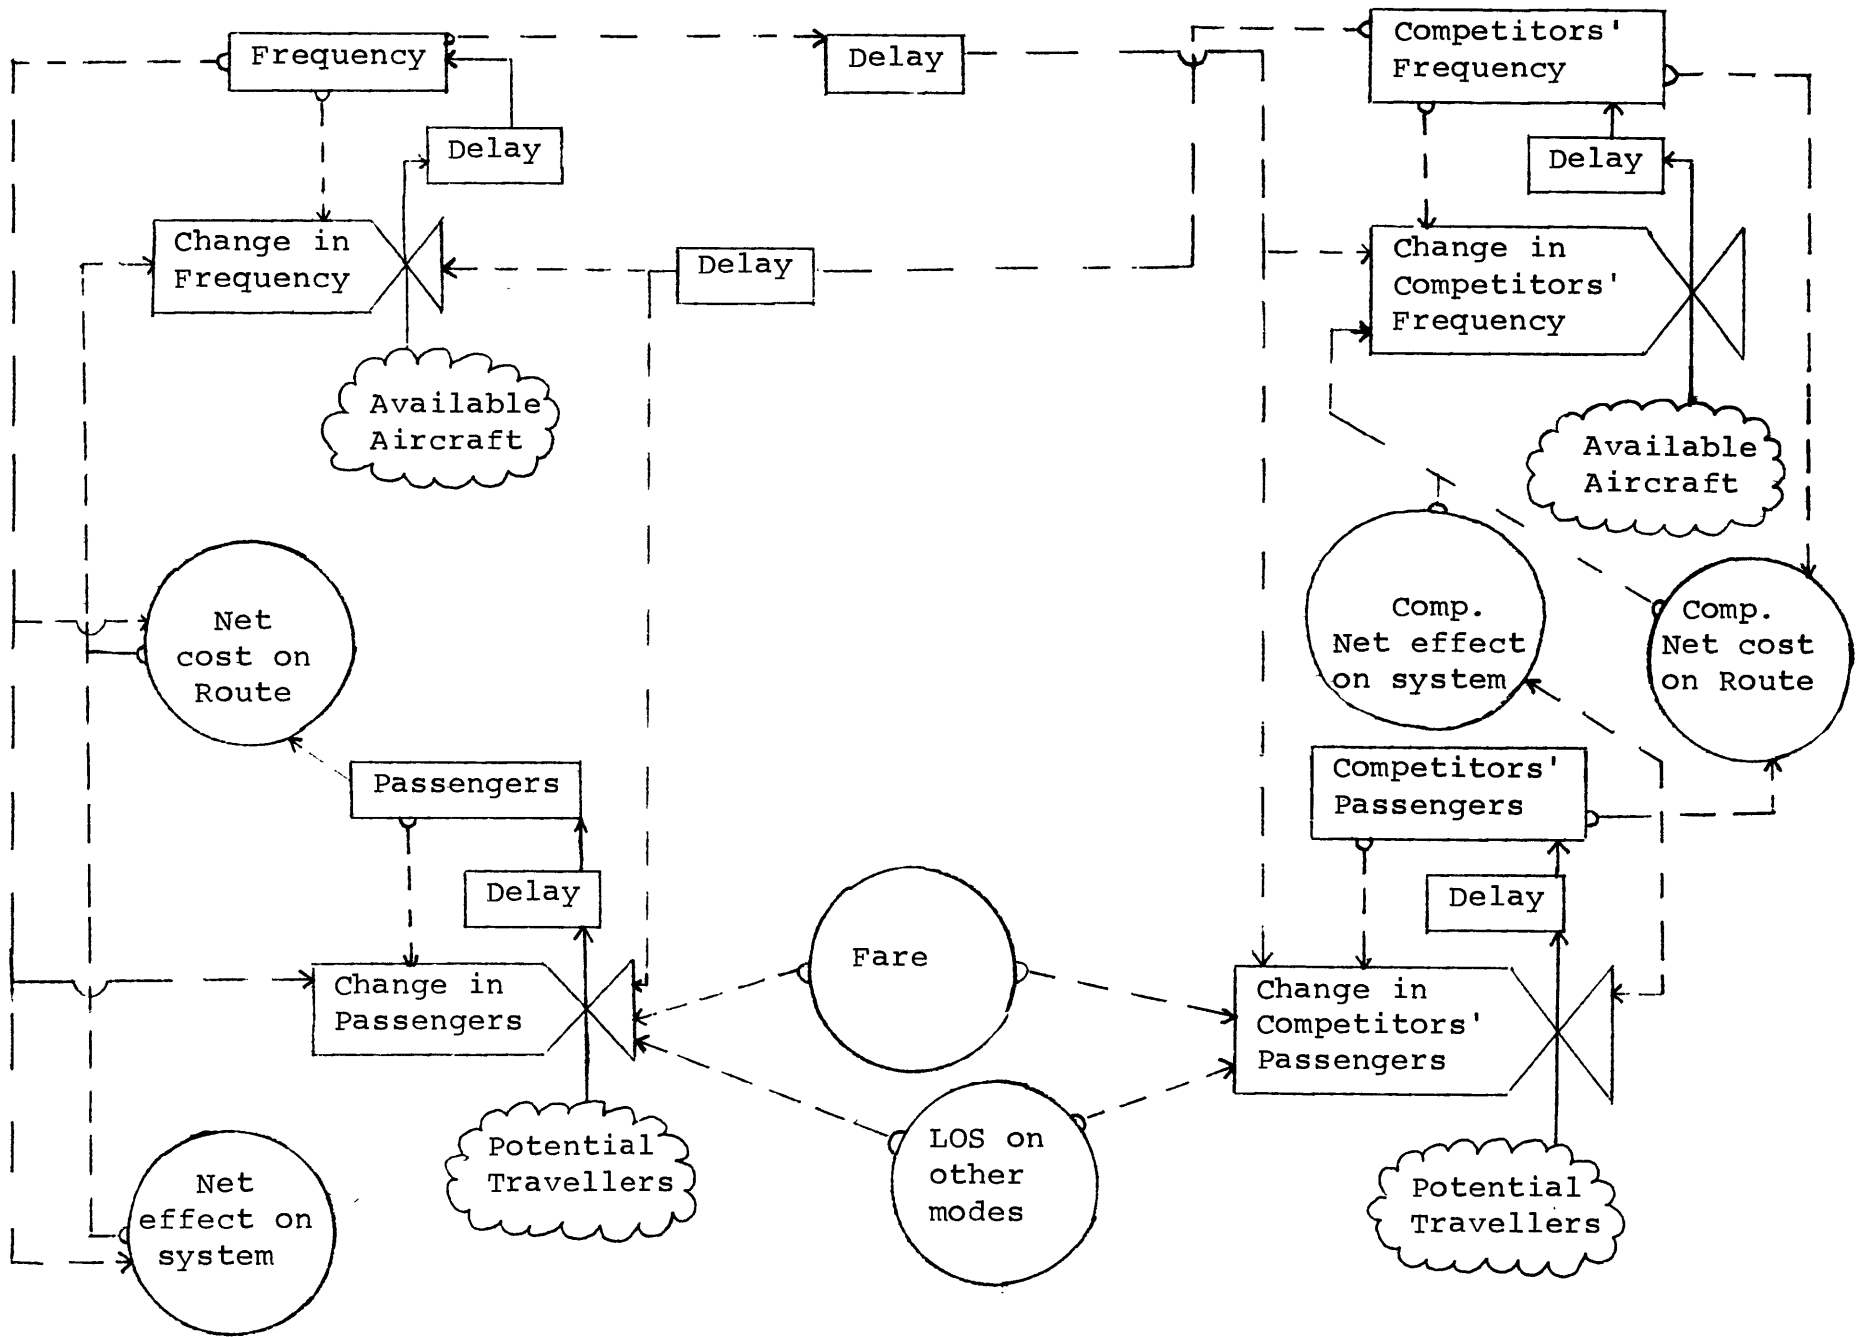 Frequency
Delay
Competitors'
Frequency
Delay
Delay
Change in
Frequency
Delay
Change in
Competitors'
Frequency
Available
Aircraft
Available
Aircraft
Net
cost on
Route
Comp.
Net effect
on system
Comp.
Net cost
on Route
Passengers
Competitors'
Passengers
Delay
Delay
Fare
Change in
Passengers
Change in
Competitors'
Passengers
Potential
Travellers
LOS on
other
modes
Potential
Travellers
Net
effect on
system